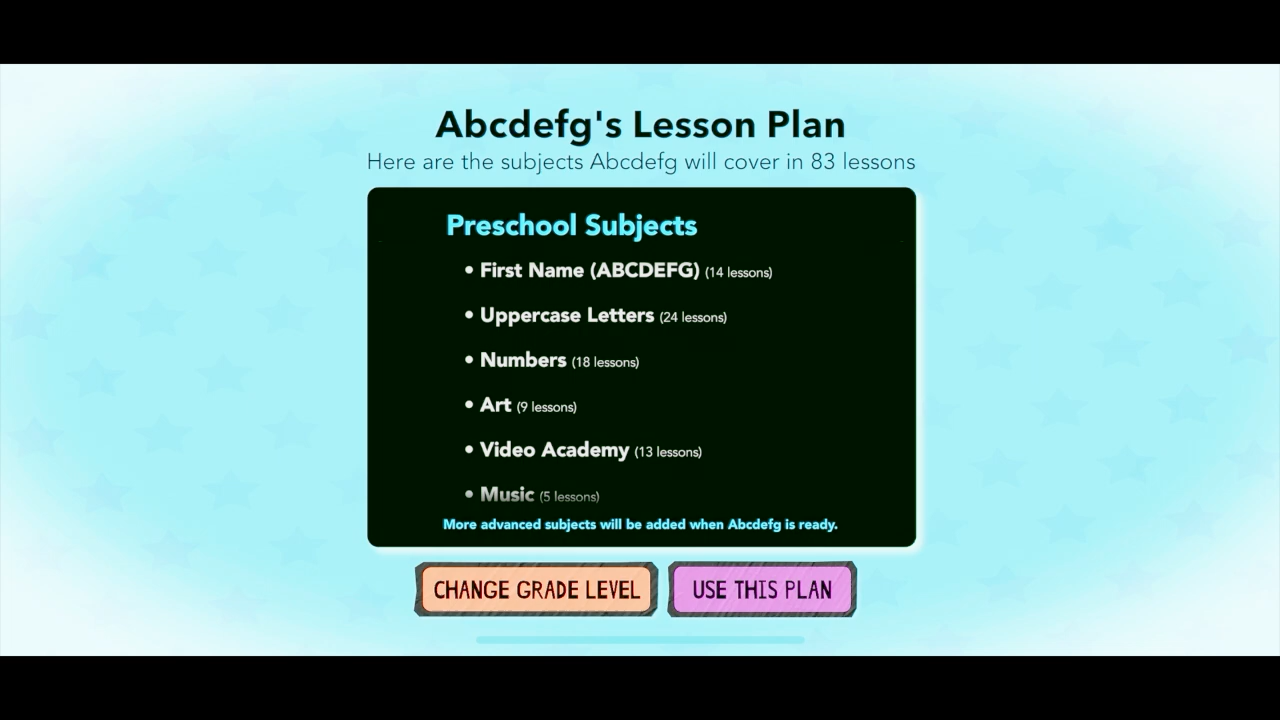 Abcdefg's Lesson Plan
Here are the subjects Abcdefg will cover in 83 lessons
Preschool Subjects
• First Name (ABCDEFG) (14 lessons)
• Uppercase Letters (24 lessons)
• Numbers (18 lessons)
• Art (9 lessons)
• Video Academy (13 lessons)
• Music (5 lessons)
More advanced subjects will be added when Abcdefg is ready.
CHANGE GRADE LEVEL
USE THIS PLAN